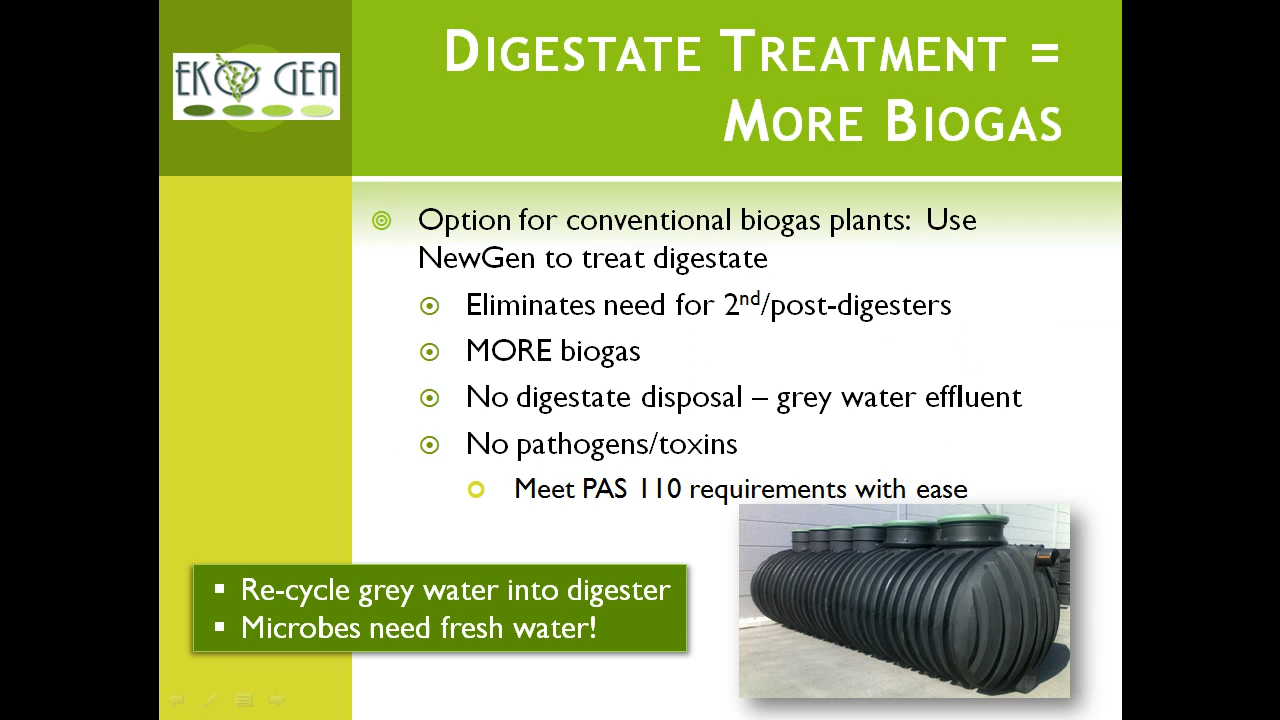 EKO GEA
DIGESTATE TREATMENT =
MORE BIOGAS
Option for conventional biogas plants: Use
NewGen to treat digestate
Eliminates need for 2nd/post-digesters
MORE biogas
No digestate disposal – grey water effluent
No pathogens/toxins
Meet PAS 110 requirements with ease
Re-cycle grey water into digester
Microbes need fresh water!